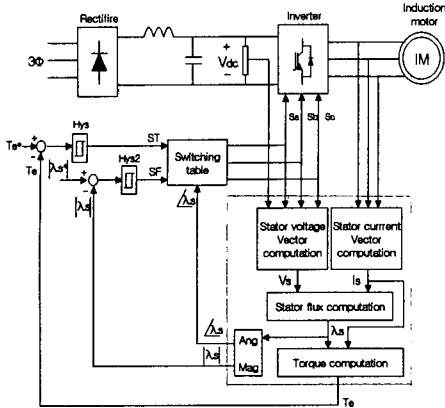 Induction
motor
Rectifire
Inverter
3Φ
+
Vdc
−
IM
Sa Sb Sc
Hys
ST
Te*
+
-
Te
|λs*|
Hys2
SF
+
-
|λs|
Switching
table
∠λs
Stator voltage
Vector
computation
Stator currrent
Vector
computation
Vs
Is
Stator flux computation
∠λs
|λs|
λs
Ang
Mag
Torque computation
Te